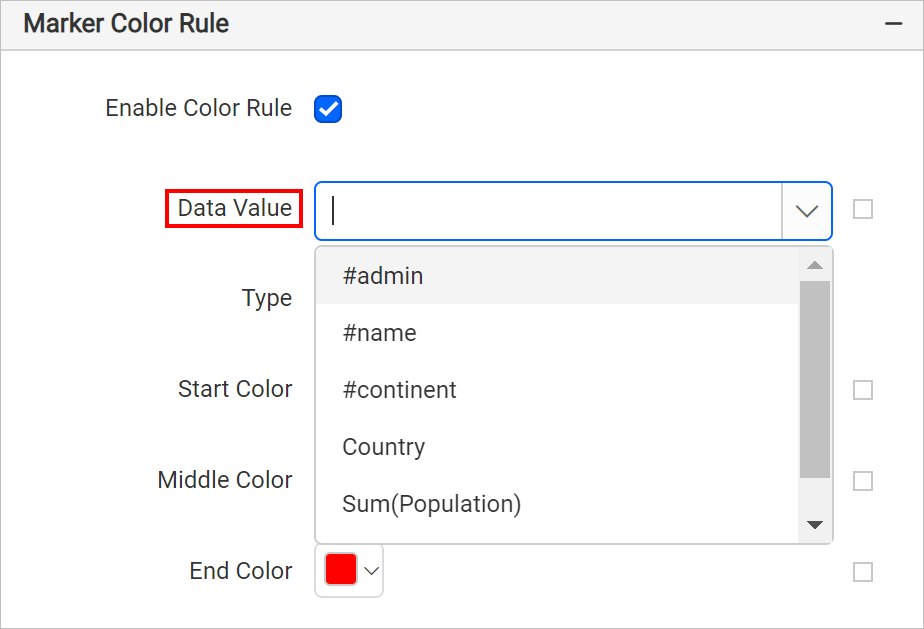 Marker Color Rule
Enable Color Rule
Data Value
#admin
Type
#name
Start Color
#continent
Country
Middle Color
Sum(Population)
End Color